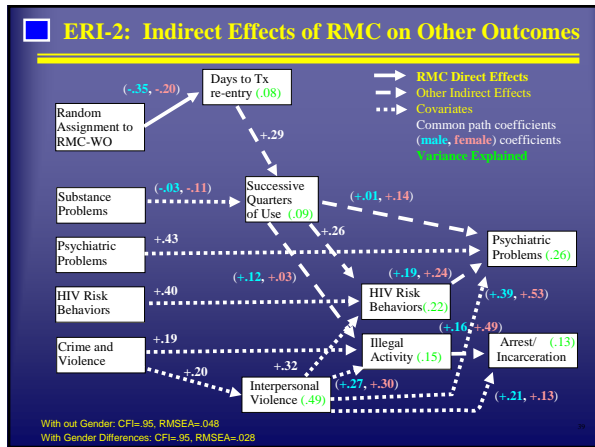 ERI-2: Indirect Effects of RMC on Other Outcomes
Days to Tx
re-entry (.08)
(-.35, -.20)
RMC Direct Effects
Other Indirect Effects
Covariates
Common path coefficients
(male, female) coefficients
Variance Explained
Random
Assignment to
RMC-WO
+.29
Substance
Problems
(-.03, -.11)
Successive
Quarters
of Use (.09)
(+.01, +.14)
+.26
Psychiatric
Problems
+.43
Psychiatric
Problems (.26)
(+.12, +.03)
(+.19, +.24)
HIV Risk
Behaviors
+.40
HIV Risk
Behaviors(.22)
(+.39, +.53)
Crime and
Violence
+.19
Illegal
Activity (.15)
(+.16, +.49)
Arrest/ (.13)
Incarceration
+.20
+.32
Interpersonal
Violence (.49)
(+.27, +.30)
(+.21, +.13)
With out Gender: CFI=.95, RMSEA=.048
With Gender Differences: CFI=.95, RMSEA=.028